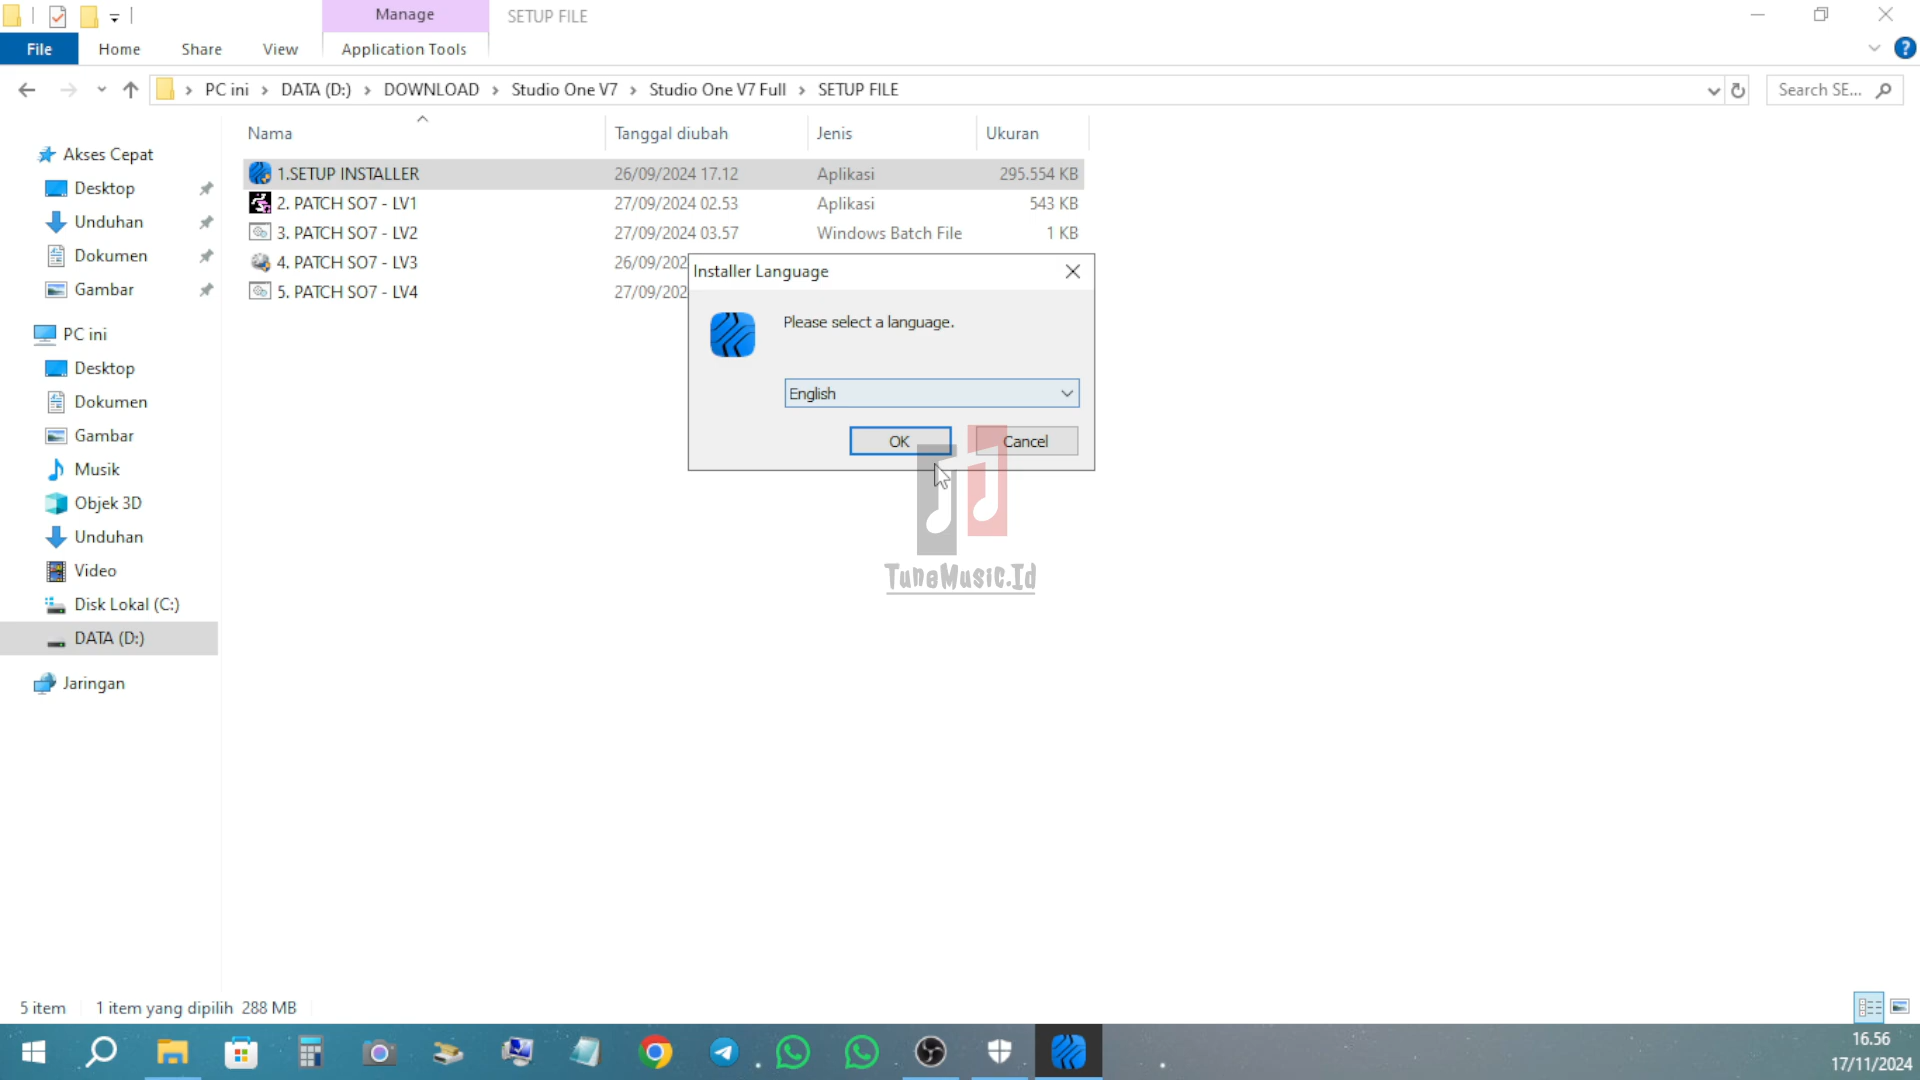 Manage
SETUP FILE
File
Home
Share
View
Application Tools
PC ini > DATA (D:) > DOWNLOAD > Studio One V7 > Studio One V7 Full > SETUP FILE
Search SE...
Nama
Tanggal diubah
Jenis
Ukuran
Akses Cepat
Desktop
Unduhan
Dokumen
Gambar
PC ini
Desktop
Dokumen
Gambar
Musik
Objek 3D
Unduhan
Video
Disk Lokal (C:)
DATA (D:)
Jaringan
1.SETUP INSTALLER 26/09/2024 17.12 Aplikasi 295.554 KB
2. PATCH SO7 - LV1 27/09/2024 02.53 Aplikasi 543 KB
3. PATCH SO7 - LV2 27/09/2024 03.57 Windows Batch File 1 KB
4. PATCH SO7 - LV3 26/09/202
5. PATCH SO7 - LV4 27/09/202
Installer Language
Please select a language.
English
OK
Cancel
TuneMusic.Id
5 item
1 item yang dipilih 288 MB
16.56
17/11/2024